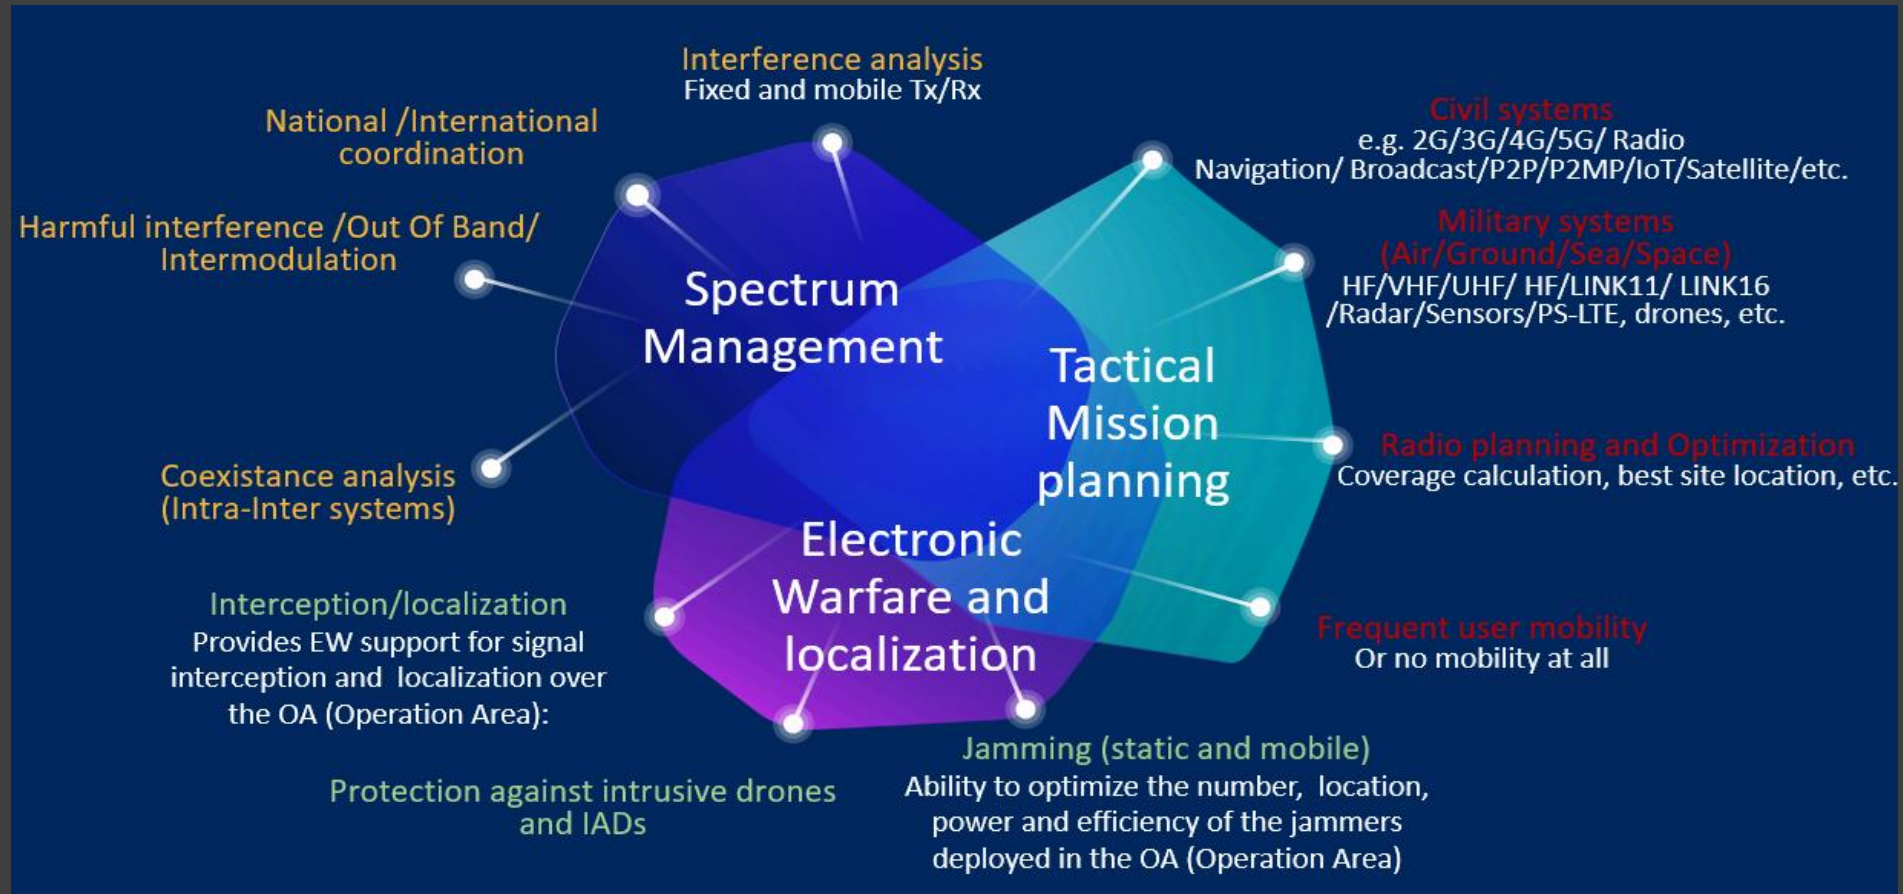 Interference analysis
Fixed and mobile Tx/Rx
National /International
coordination
Harmful interference /Out Of Band/
Intermodulation
Coexistance analysis
(Intra-Inter systems)
Spectrum
Management
Civil systems
e.g. 2G/3G/4G/5G/ Radio
Navigation/ Broadcast/P2P/P2MP/IoT/Satellite/etc.
Military systems
(Air/Ground/Sea/Space)
HF/VHF/UHF/ HF/LINK11/ LINK16
/Radar/Sensors/PS-LTE, drones, etc.
Tactical
Mission
planning
Radio planning and Optimization
Coverage calculation, best site location, etc.
Frequent user mobility
Or no mobility at all
Electronic
Warfare and
localization
Interception/localization
Provides EW support for signal
interception and  localization over
the OA (Operation Area):
Protection against intrusive drones
and IADs
Jamming (static and mobile)
Ability to optimize the number,  location,
power and efficiency of the jammers
deployed in the OA (Operation Area)